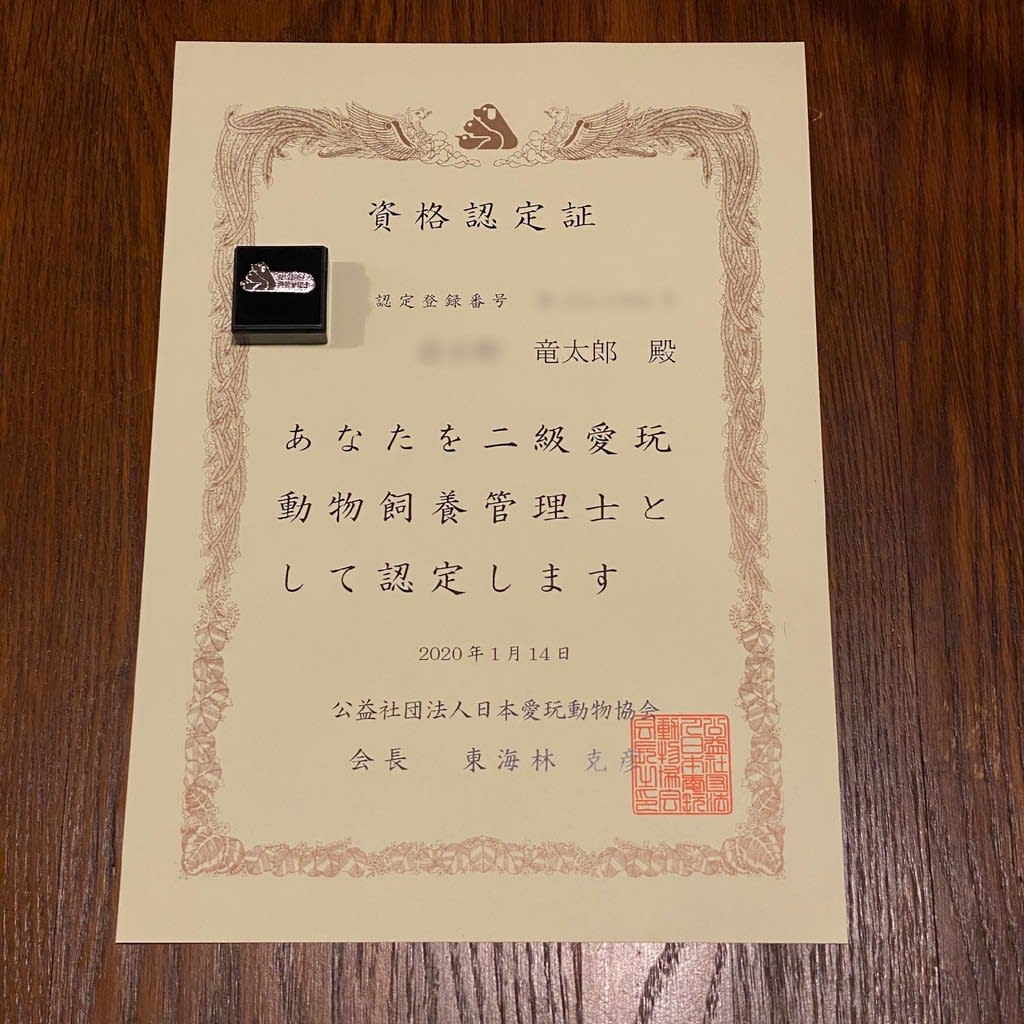 資格認定証
認定登録番号
竜太郎 殿
あなたを二級愛玩
動物飼養管理士と
して認定します
2020年1月14日
公益社団法人日本愛玩動物協会
会長 東海林 克彦